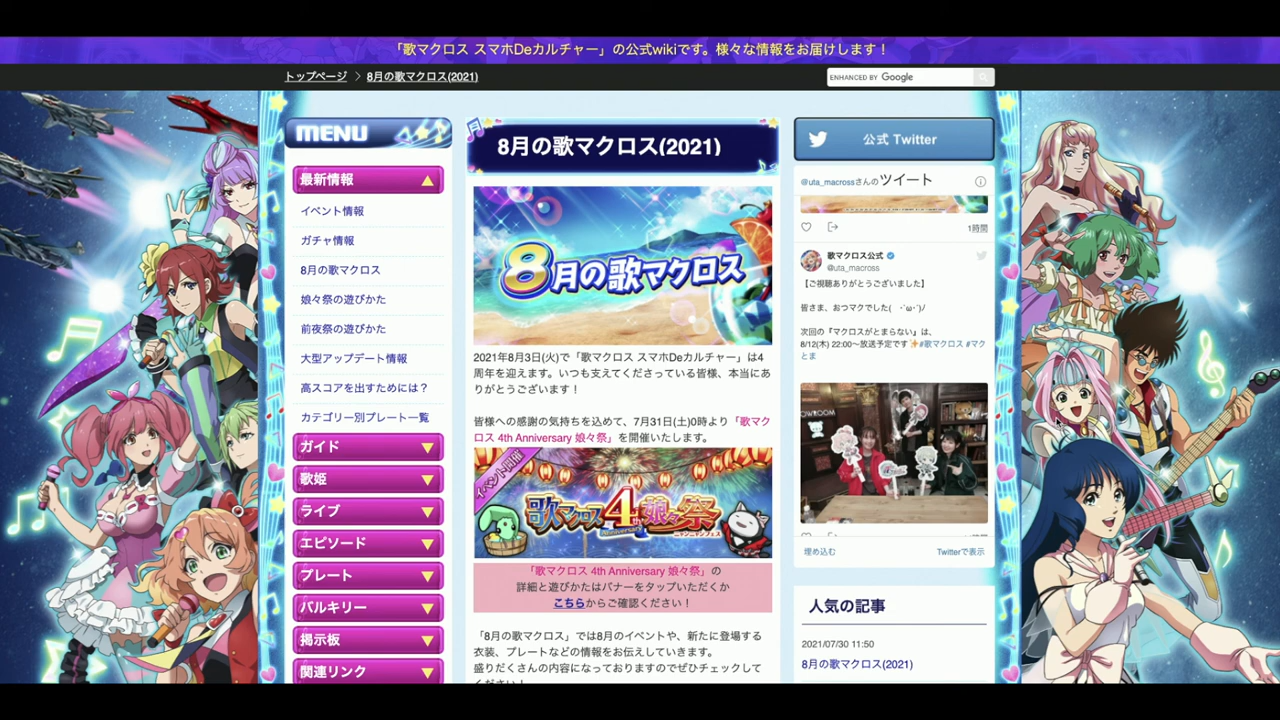 「歌マクロス スマホDeカルチャー」の公式wikiです。様々な情報をお届けします！
トップページ > 8月の歌マクロス(2021)
ENHANCED BY Google
MENU
最新情報
イベント情報
ガチャ情報
8月の歌マクロス
娘々祭の遊びかた
前夜祭の遊びかた
大型アップデート情報
高スコアを出すためには？
カテゴリー別プレート一覧
ガイド
歌姫
ライブ
エピソード
プレート
バルキリー
掲示板
関連リンク
8月の歌マクロス(2021)
8月の歌マクロス
2021年8月3日(火)で「歌マクロス スマホDeカルチャー」は4
周年を迎えます。いつも支えてくださっている皆様、本当にあ
りがとうございます！
皆様への感謝の気持ちを込めて、7月31日(土)0時より「歌マク
ロス 4th Anniversary 娘々祭」を開催いたします。
イベント開催
歌マクロス4th娘々祭
Anniversary
ニャンニャンフェス
「歌マクロス 4th Anniversary 娘々祭」の
詳細と遊びかたはバナーをタップいただくか
こちらからご確認ください！
「8月の歌マクロス」では8月のイベントや、新たに登場する
衣装、プレートなどの情報をお伝えしていきます。
盛りだくさんの内容になっておりますのでぜひチェックして
ください！
公式 Twitter
@uta_macrossさんのツイート
1時間
歌マクロス公式
@uta_macross
【ご視聴ありがとうございました】
皆さま、おつマクでした(　･`ω･´)ﾉ
次回の『マクロスがとまらない』は、
8/12(木) 22:00〜放送予定です✨#歌マクロス #マク
とま
SHOWROOM
埋め込む
Twitterで表示
人気の記事
2021/07/30 11:50
8月の歌マクロス(2021)